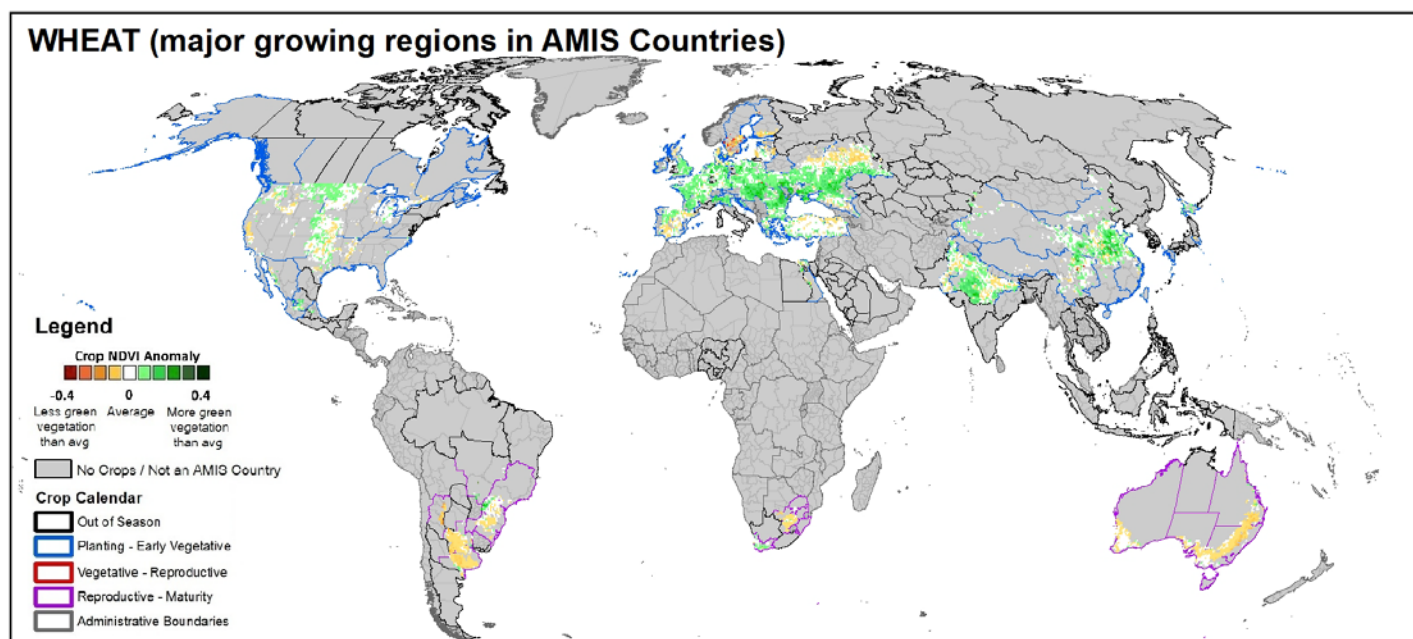 WHEAT (major growing regions in AMIS Countries)
Legend
Crop NDVI Anomaly
-0.4 0 0.4
Less green Average More green
vegetation vegetation
than avg than avg
No Crops / Not an AMIS Country
Crop Calendar
Out of Season
Planting - Early Vegetative
Vegetative - Reproductive
Reproductive - Maturity
Administrative Boundaries